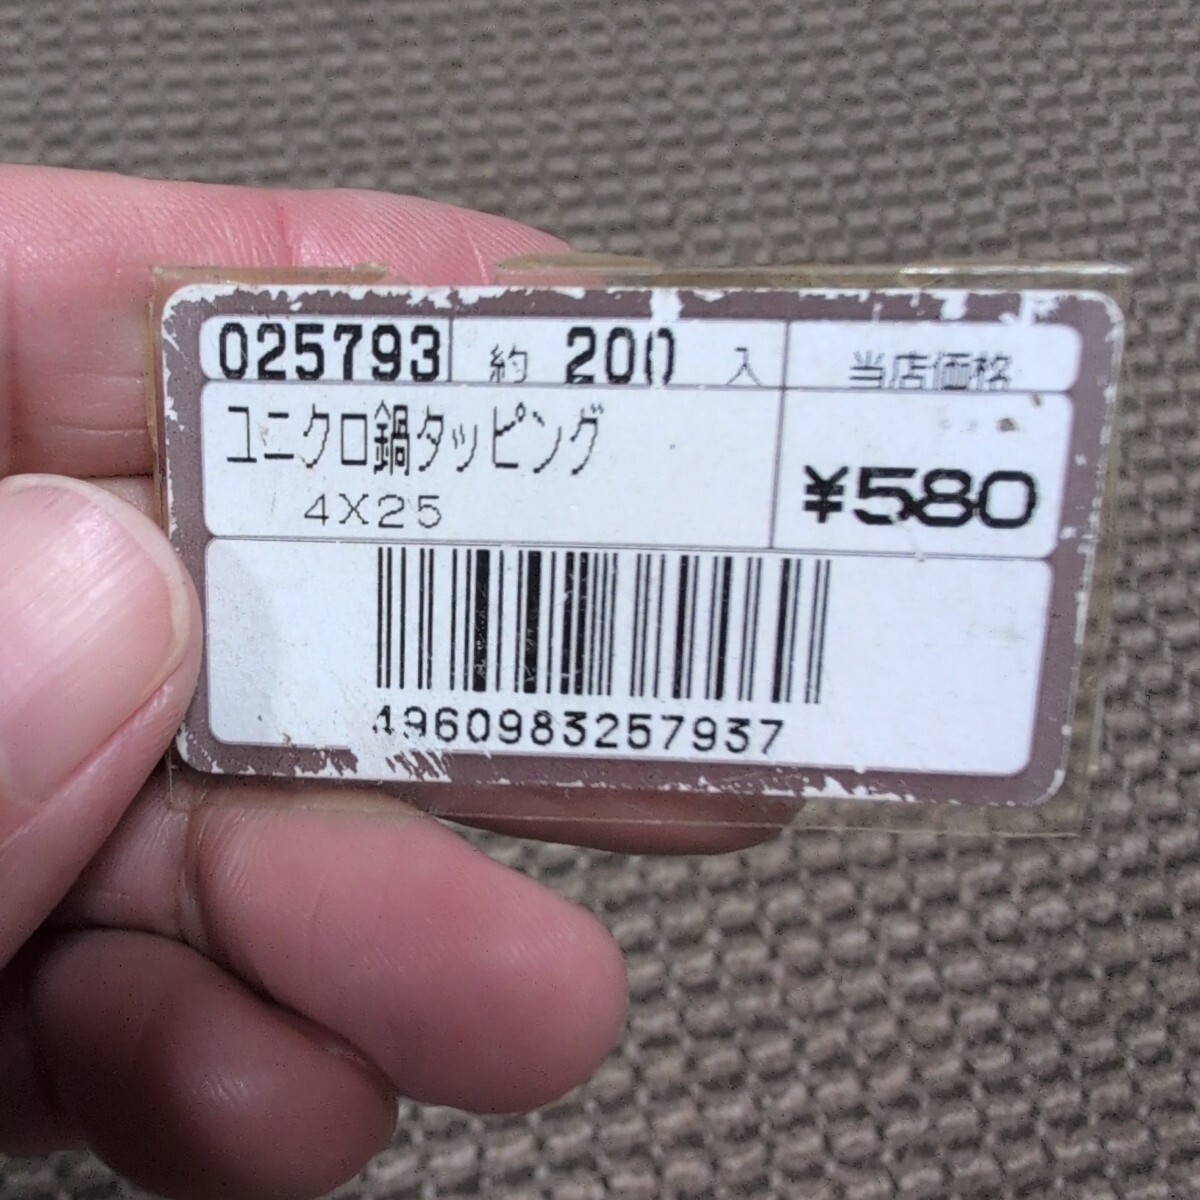 025793 約 200 入 当店価格
ユニクロ鍋タッピング
4X25
¥580
4960983257937